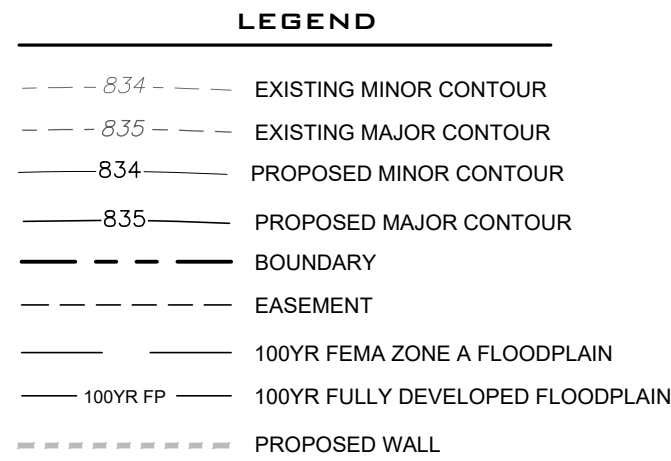 LEGEND
834 EXISTING MINOR CONTOUR
835 EXISTING MAJOR CONTOUR
834 PROPOSED MINOR CONTOUR
835 PROPOSED MAJOR CONTOUR
BOUNDARY
EASEMENT
100YR FEMA ZONE A FLOODPLAIN
100YR FP 100YR FULLY DEVELOPED FLOODPLAIN
PROPOSED WALL